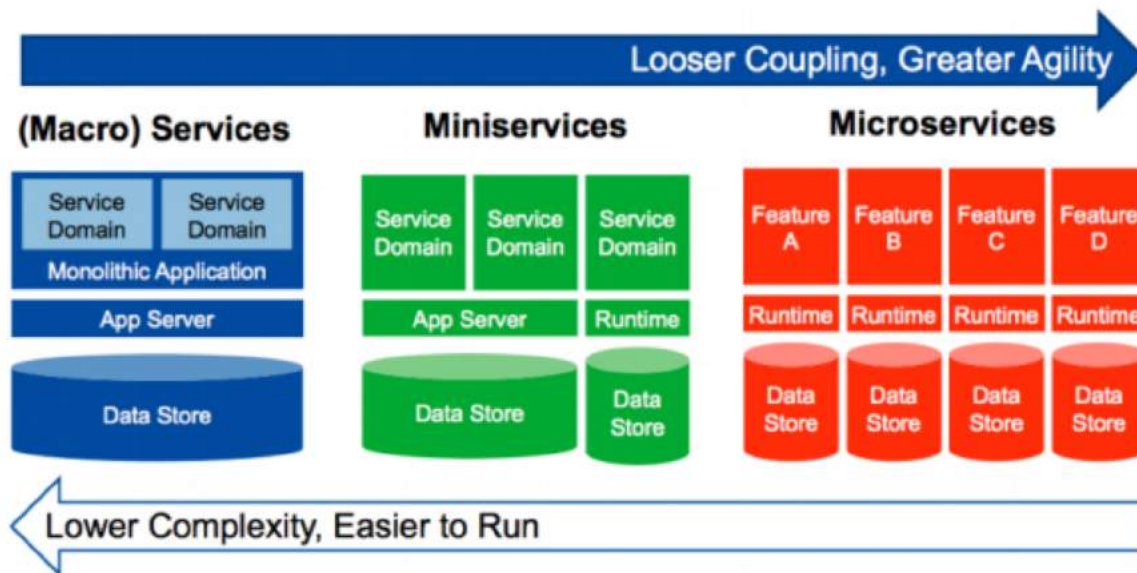 Looser Coupling, Greater Agility
(Macro) Services
Miniservices
Microservices
Service
Domain
Service
Domain
Monolithic Application
App Server
Data Store
Service
Domain
Service
Domain
Service
Domain
App Server
Runtime
Data Store
Data
Store
Feature
A
Feature
B
Feature
C
Feature
D
Runtime
Runtime
Runtime
Runtime
Data
Store
Data
Store
Data
Store
Data
Store
Lower Complexity, Easier to Run